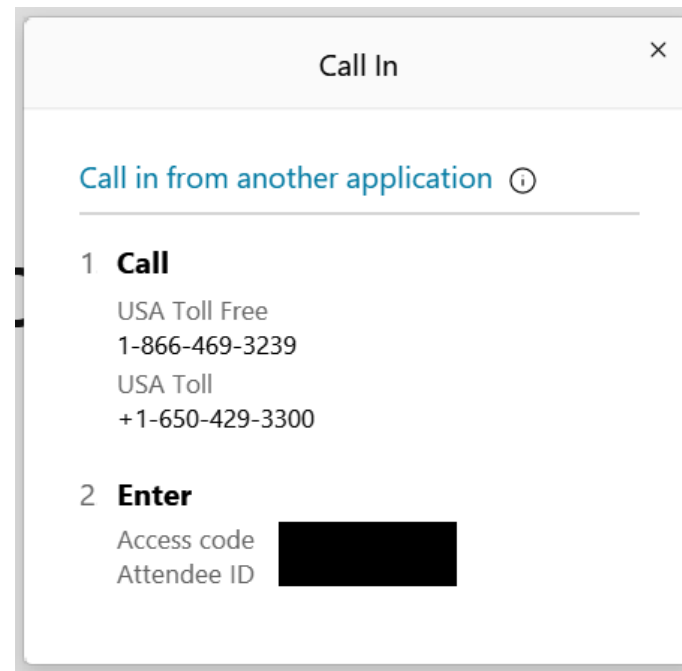 Call In
Call in from another application
1 Call
USA Toll Free
1-866-469-3239
USA Toll
+1-650-429-3300
2 Enter
Access code
Attendee ID